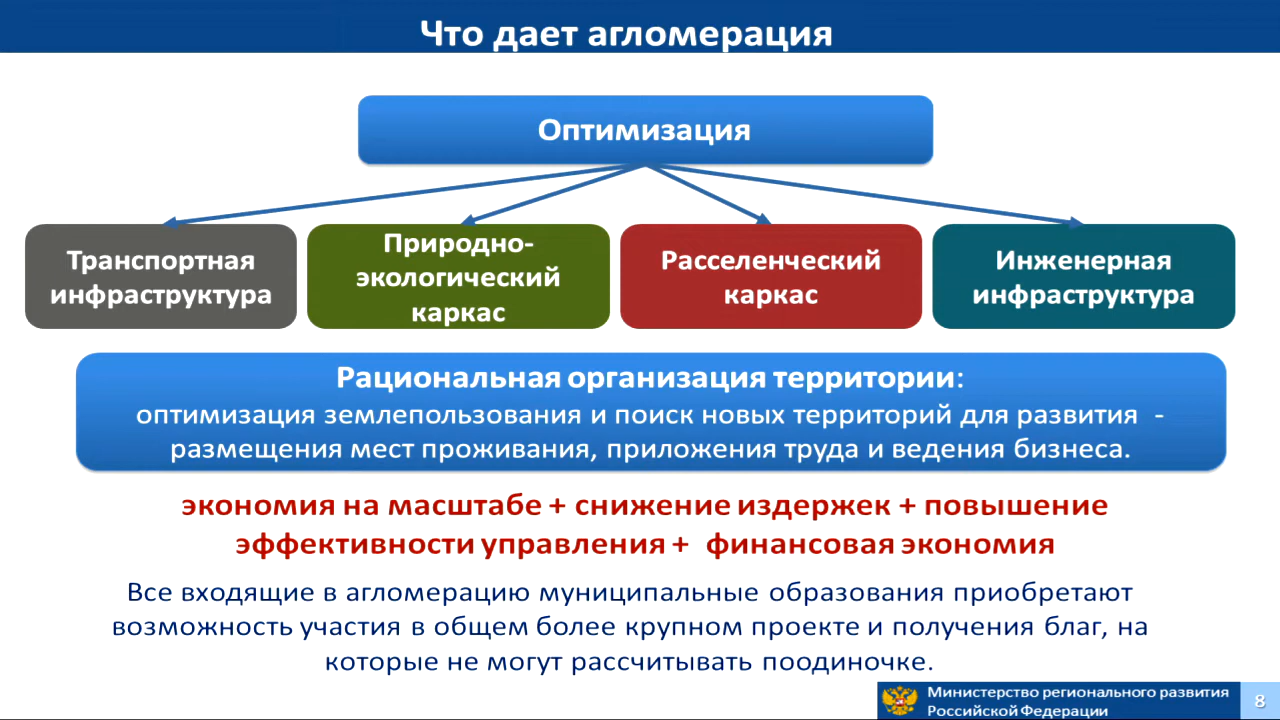 Что дает агломерация
Оптимизация
Транспортная
инфраструктура
Природно-
экологический
каркас
Расселенческий
каркас
Инженерная
инфраструктура
Рациональная организация территории:
оптимизация землепользования и поиск новых территорий для развития -
размещения мест проживания, приложения труда и ведения бизнеса.
экономия на масштабе + снижение издержек + повышение
эффективности управления + финансовая экономия
Все входящие в агломерацию муниципальные образования приобретают
возможность участия в общем более крупном проекте и получения благ, на
которые не могут рассчитывать поодиночке.
Министерство регионального развития
Российской Федерации
8